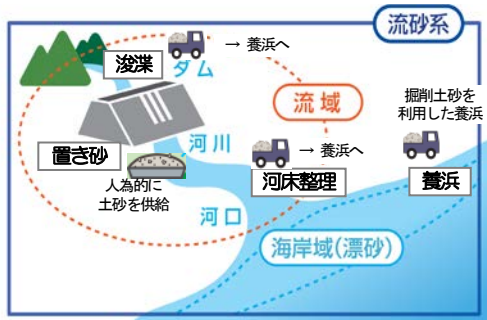 流砂系
→ 養浜へ
浚渫
ダム
流域
掘削土砂を
利用した養浜
置き砂
河川
→ 養浜へ
人為的に
土砂を供給
河床整理
養浜
河口
海岸域(漂砂)